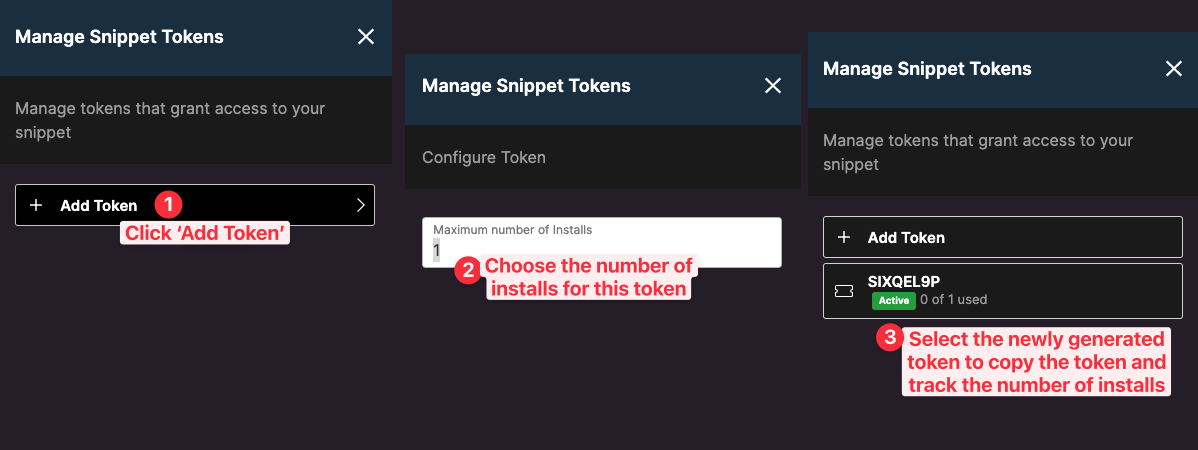 Manage Snippet Tokens
Manage tokens that grant access to your
snippet
Add Token
1
Click ‘Add Token’
Manage Snippet Tokens
Configure Token
Maximum number of Installs
1
2
Choose the number of
installs for this token
Manage Snippet Tokens
Manage tokens that grant access to your
snippet
Add Token
SIXQEL9P
Active 0 of 1 used
3
Select the newly generated
token to copy the token and
track the number of installs